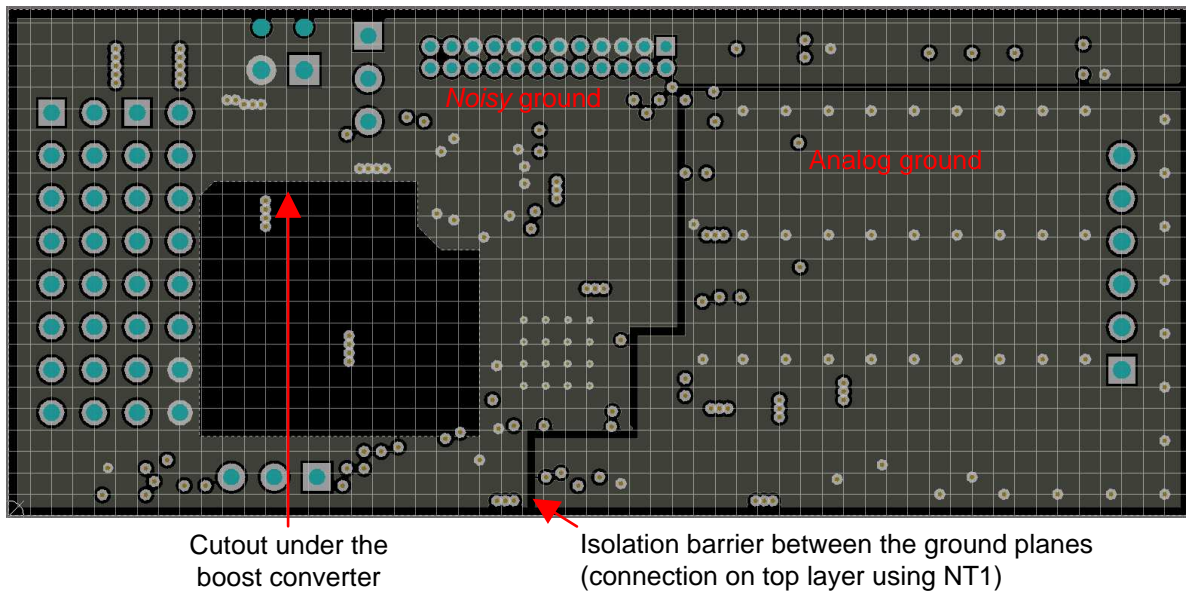 Noisy ground
Analog ground
Cutout under the
boost converter
Isolation barrier between the ground planes
(connection on top layer using NT1)